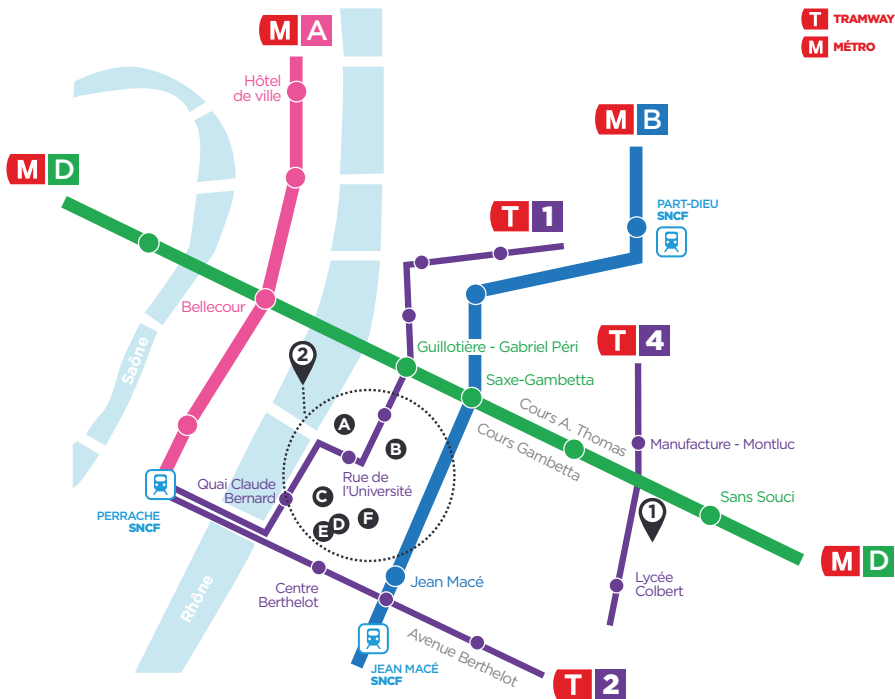 T TRAMWAY
M MÉTRO
M A
Hôtel
de ville
M B
M D
PART-DIEU
SNCF
T 1
Bellecour
Saône
Guillotière - Gabriel Péri
T 4
2
Saxe-Gambetta
Cours A. Thomas
Cours Gambetta
A
B
Manufacture - Montluc
Rue de
l'Université
Quai Claude
Bernard
C
Sans Souci
PERRACHE
SNCF
E
D
F
1
M D
Jean Macé
Lycée
Colbert
Centre
Berthelot
Rhône
Avenue Berthelot
JEAN MACÉ
SNCF
T 2